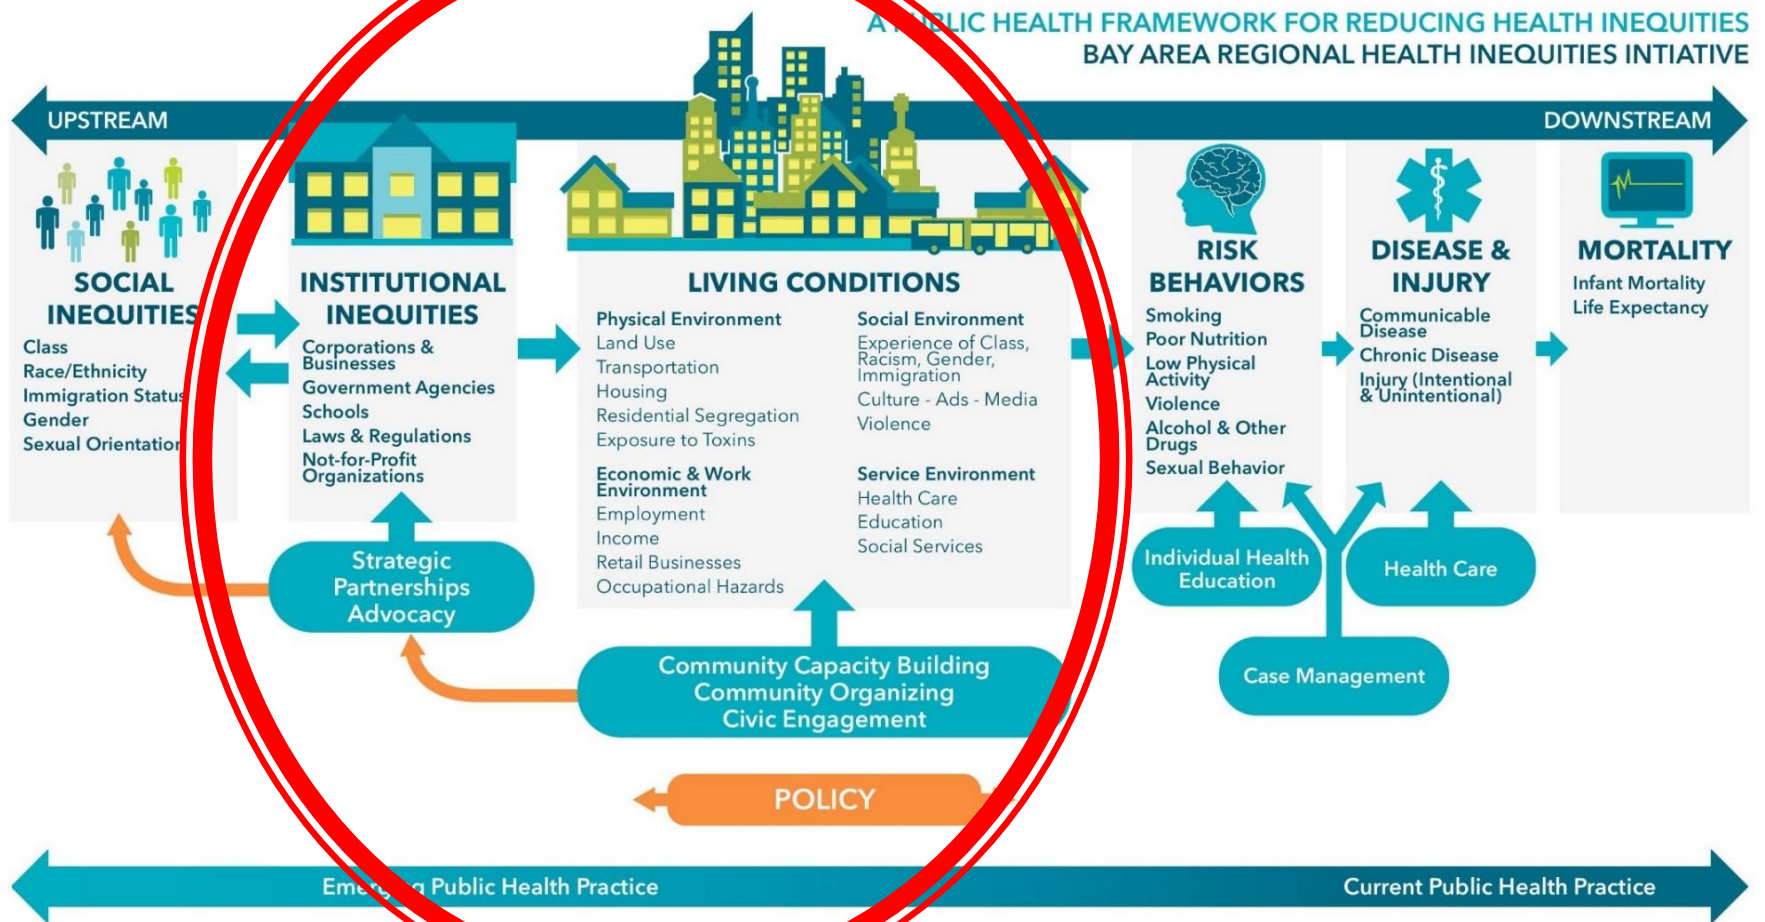 A PUBLIC HEALTH FRAMEWORK FOR REDUCING HEALTH INEQUITIES
BAY AREA REGIONAL HEALTH INEQUITIES INTIATIVE
UPSTREAM
DOWNSTREAM
SOCIAL
INEQUITIES
Class
Race/Ethnicity
Immigration Status
Gender
Sexual Orientation
INSTITUTIONAL
INEQUITIES
Corporations &
Businesses
Government Agencies
Schools
Laws & Regulations
Not-for-Profit
Organizations
Strategic
Partnerships
Advocacy
LIVING CONDITIONS
Physical Environment
Land Use
Transportation
Housing
Residential Segregation
Exposure to Toxins
Economic & Work
Environment
Employment
Income
Retail Businesses
Occupational Hazards
Social Environment
Experience of Class,
Racism, Gender,
Immigration
Culture - Ads - Media
Violence
Service Environment
Health Care
Education
Social Services
Community Capacity Building
Community Organizing
Civic Engagement
RISK
BEHAVIORS
Smoking
Poor Nutrition
Low Physical
Activity
Violence
Alcohol & Other
Drugs
Sexual Behavior
Individual Health
Education
DISEASE &
INJURY
Communicable
Disease
Chronic Disease
Injury (Intentional
& Unintentional)
Health Care
Case Management
MORTALITY
Infant Mortality
Life Expectancy
POLICY
Emerging Public Health Practice
Current Public Health Practice